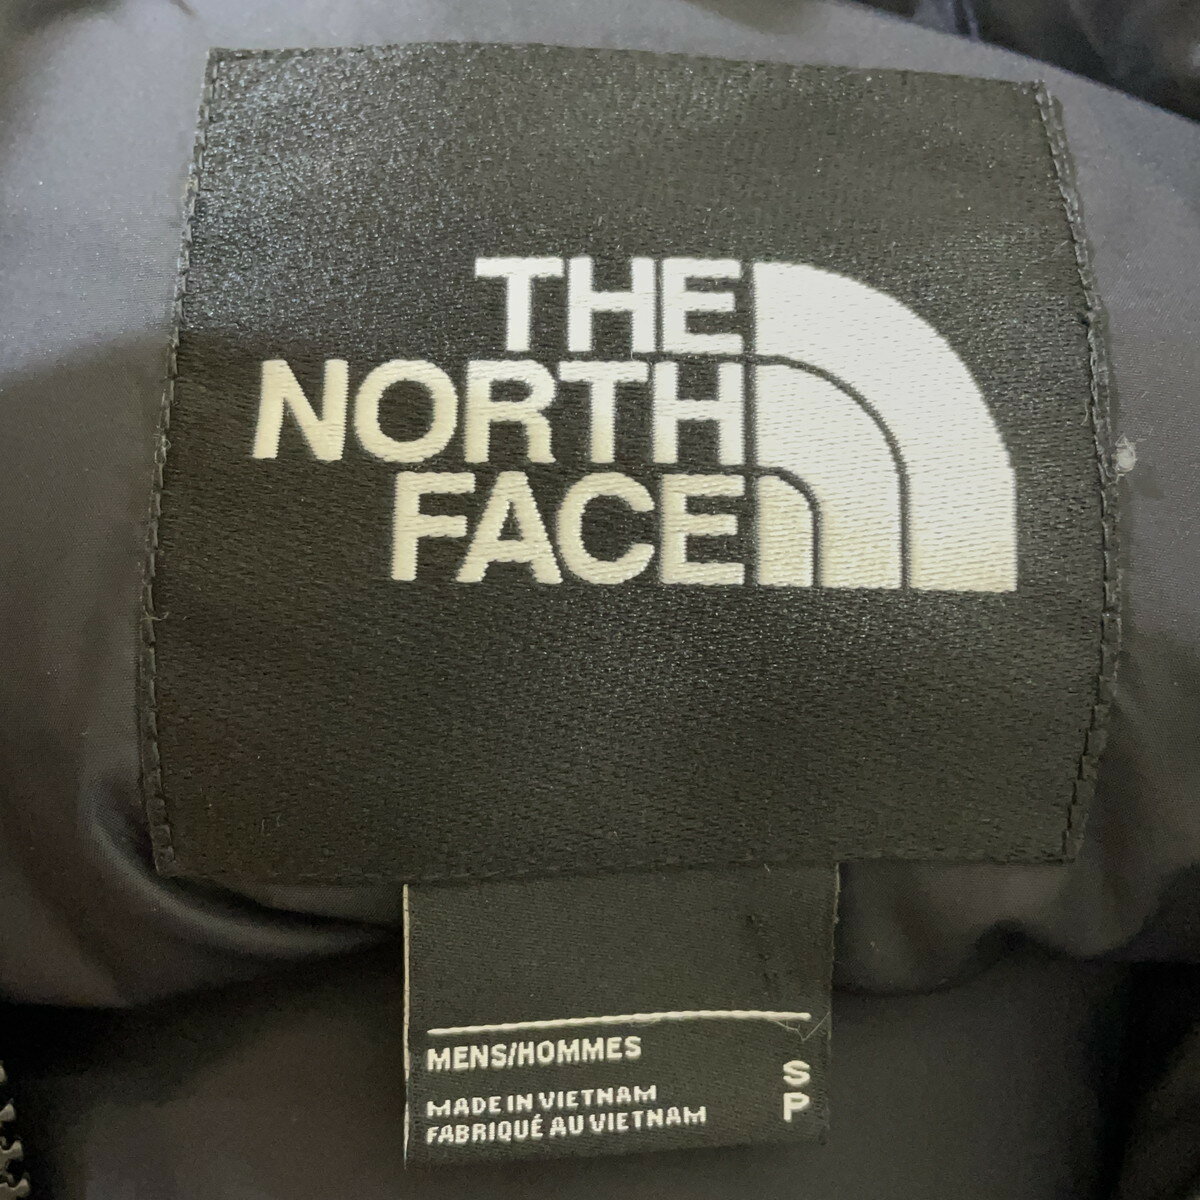 THE
NORTH
FACE
MENS/HOMMES
MADE IN VIETNAM
FABRIQUÉ AU VIETNAM
S
P